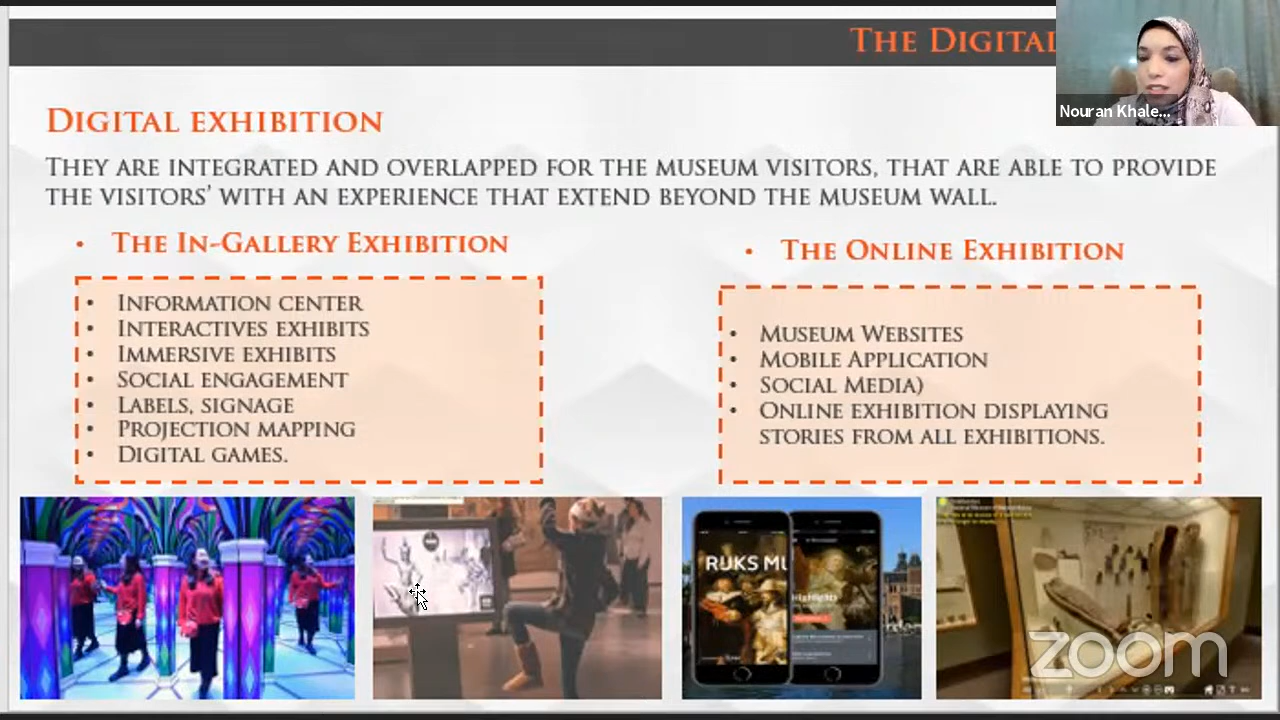 THE DIGITAL
Nouran Khale...
DIGITAL EXHIBITION
THEY ARE INTEGRATED AND OVERLAPPED FOR THE MUSEUM VISITORS, THAT ARE ABLE TO PROVIDE
THE VISITORS' WITH AN EXPERIENCE THAT EXTEND BEYOND THE MUSEUM WALL.
• THE IN-GALLERY EXHIBITION
• INFORMATION CENTER
• INTERACTIVES EXHIBITS
• IMMERSIVE EXHIBITS
• SOCIAL ENGAGEMENT
• LABELS, SIGNAGE
• PROJECTION MAPPING
• DIGITAL GAMES.
• THE ONLINE EXHIBITION
• MUSEUM WEBSITES
• MOBILE APPLICATION
• SOCIAL MEDIA)
• ONLINE EXHIBITION DISPLAYING
STORIES FROM ALL EXHIBITIONS.
RIJKS MU
Highlights
zoom